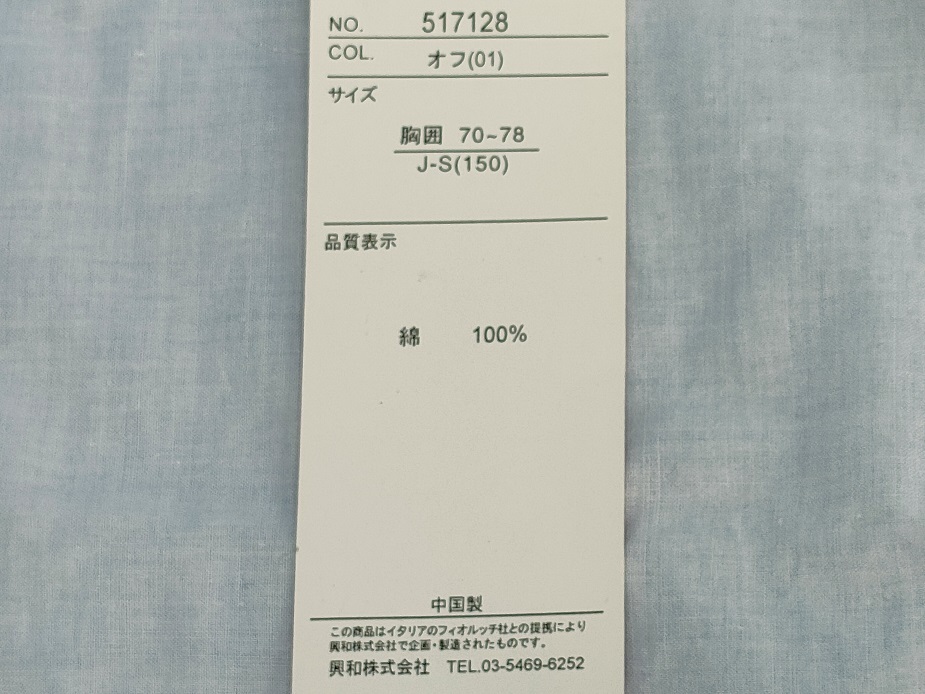 NO. 517128
COL. オフ(01)
サイズ
胸囲 70~78
J-S(150)
品質表示
綿 100%
中国製
この商品はイタリアのフィオルッチ社との提携により
興和株式会社で企画・製造されたものです。
興和株式会社 TEL.03-5469-6252